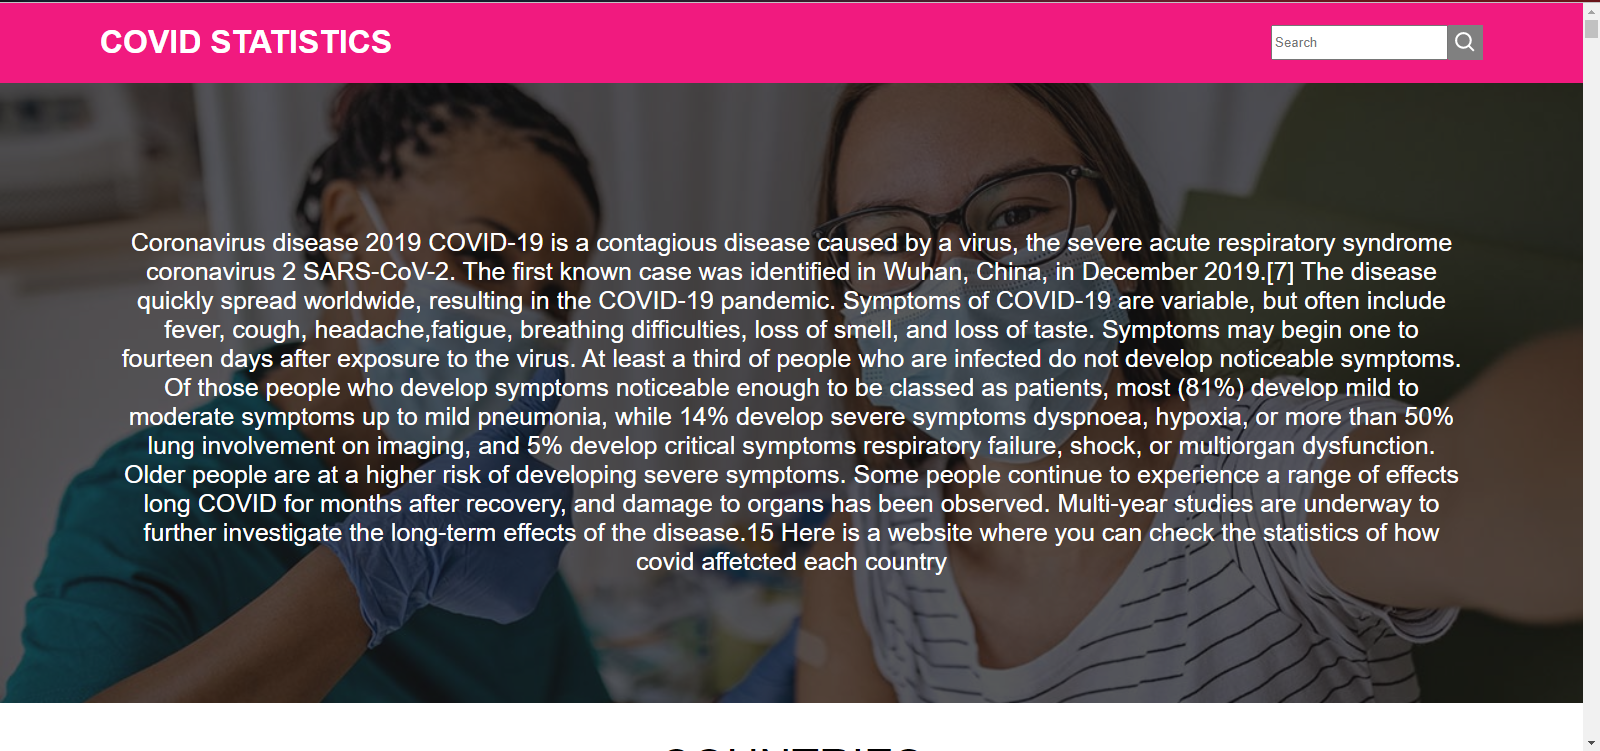 COVID STATISTICS
Search
Coronavirus disease 2019 COVID-19 is a contagious disease caused by a virus, the severe acute respiratory syndrome
coronavirus 2 SARS-CoV-2. The first known case was identified in Wuhan, China, in December 2019.[7] The disease
quickly spread worldwide, resulting in the COVID-19 pandemic. Symptoms of COVID-19 are variable, but often include
fever, cough, headache,fatigue, breathing difficulties, loss of smell, and loss of taste. Symptoms may begin one to
fourteen days after exposure to the virus. At least a third of people who are infected do not develop noticeable symptoms.
Of those people who develop symptoms noticeable enough to be classed as patients, most (81%) develop mild to
moderate symptoms up to mild pneumonia, while 14% develop severe symptoms dyspnoea, hypoxia, or more than 50%
lung involvement on imaging, and 5% develop critical symptoms respiratory failure, shock, or multiorgan dysfunction.
Older people are at a higher risk of developing severe symptoms. Some people continue to experience a range of effects
long COVID for months after recovery, and damage to organs has been observed. Multi-year studies are underway to
further investigate the long-term effects of the disease.15 Here is a website where you can check the statistics of how
covid affetcted each country
COUNTRIES